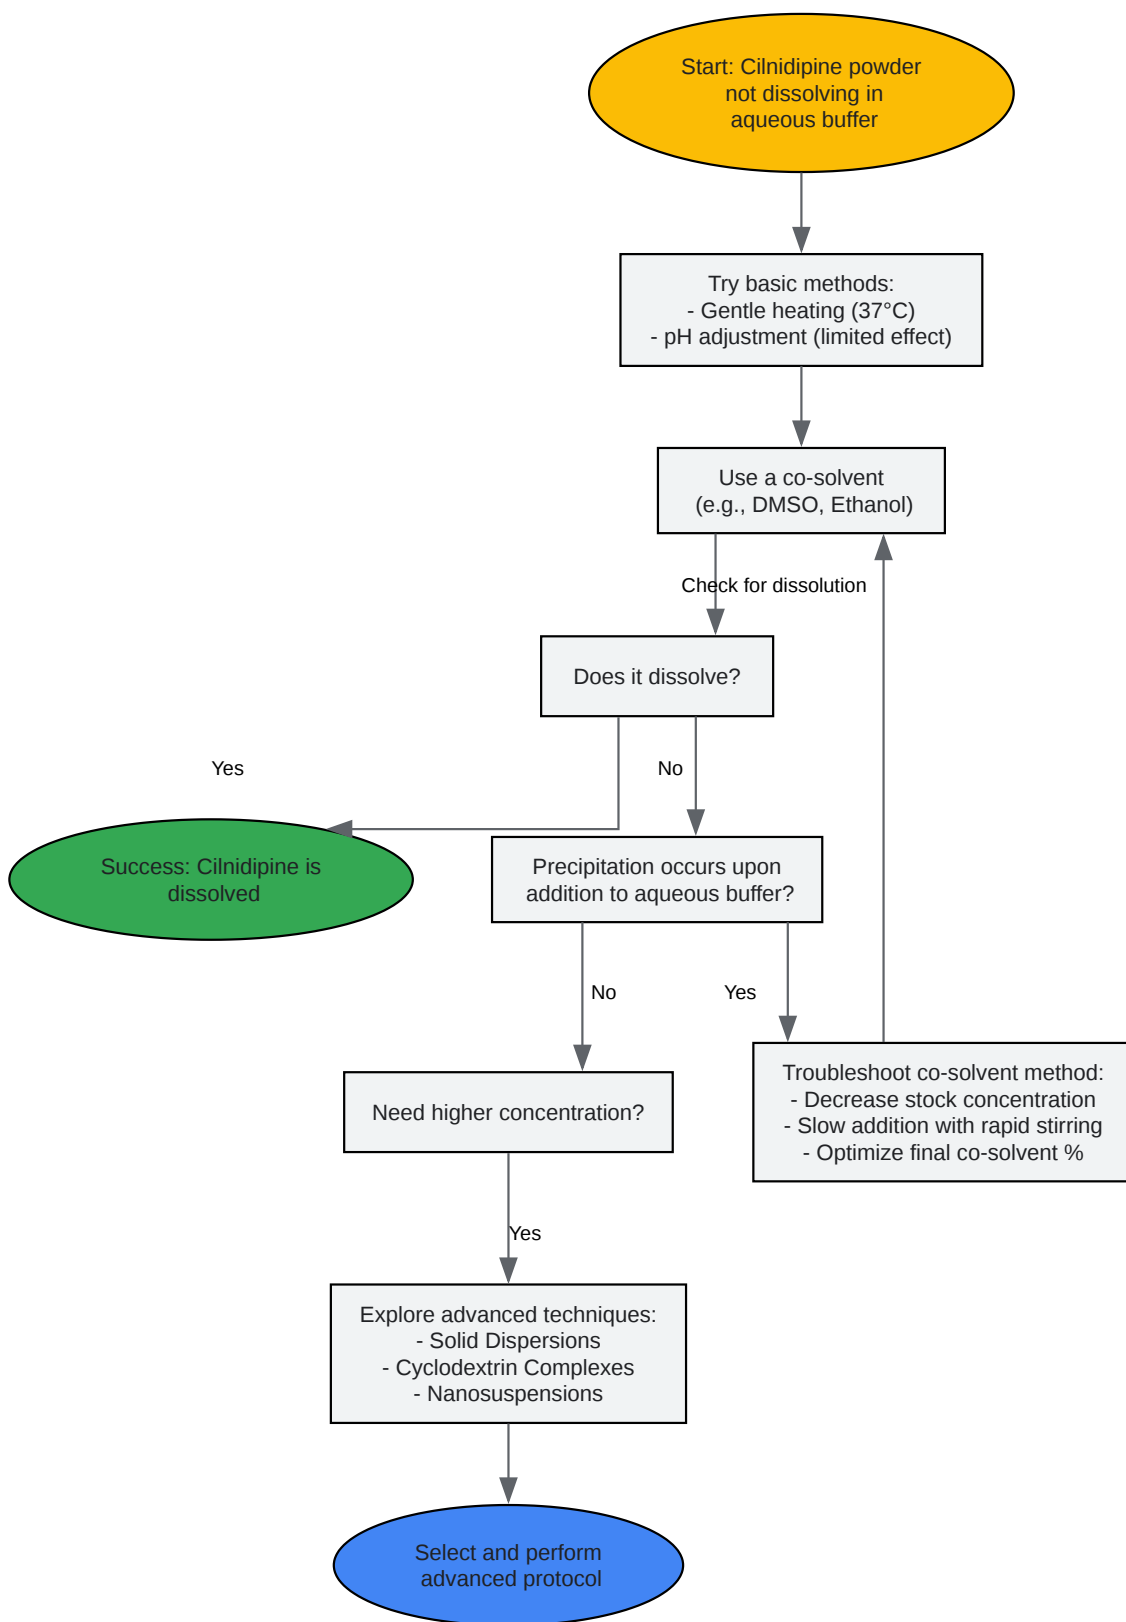 Start: Cilnidipine powder
not dissolving in
aqueous buffer
Try basic methods:
- Gentle heating (37°C)
- pH adjustment (limited effect)
Use a co-solvent
(e.g., DMSO, Ethanol)
Check for dissolution
Does it dissolve?
Yes
No
Success: Cilnidipine is
dissolved
Precipitation occurs upon
addition to aqueous buffer?
No
Yes
Need higher concentration?
Troubleshoot co-solvent method:
- Decrease stock concentration
- Slow addition with rapid stirring
- Optimize final co-solvent %
Yes
Explore advanced techniques:
- Solid Dispersions
- Cyclodextrin Complexes
- Nanosuspensions
Select and perform
advanced protocol